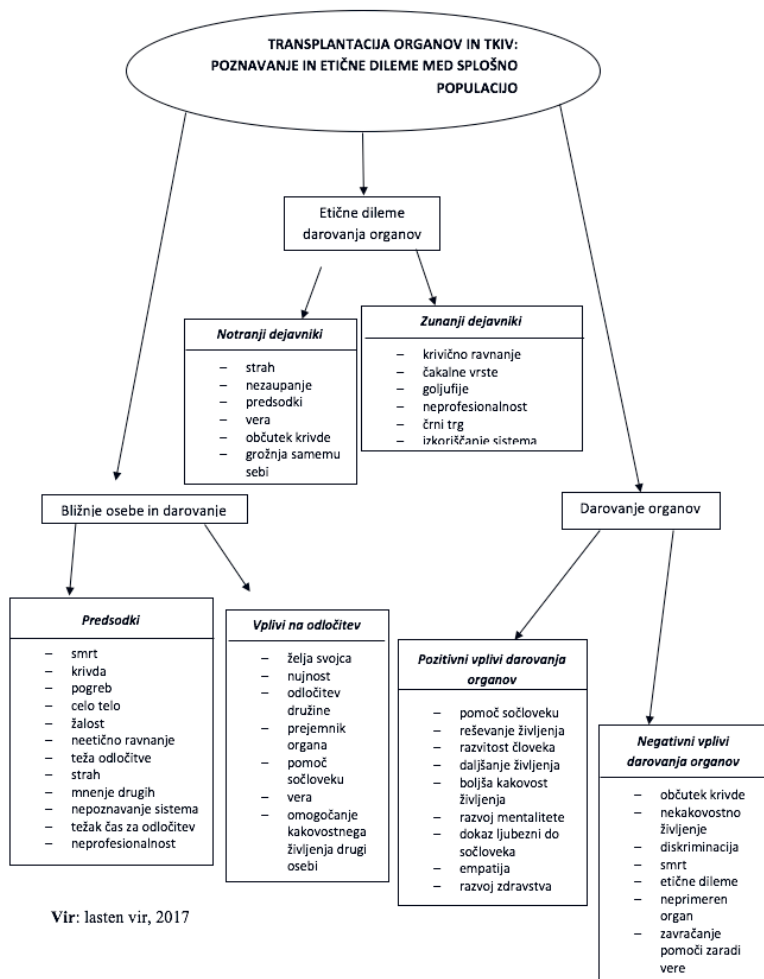 TRANSPLANTACIJA ORGANOV IN TKIV:
POZNAVANJE IN ETIČNE DILEME MED SPLOŠNO
POPULACIJO
Etične dileme
darovanja organov
Notranji dejavniki
– strah
– nezaupanje
– predsodki
– vera
– občutek krivde
– grožnja samemu
sebi
Zunanji dejavniki
– krivično ravnanje
– čakalne vrste
– goljufije
– neprofesionalnost
– črni trg
– izkoriščanje sistema
Bližnje osebe in darovanje
Darovanje organov
Predsodki
– smrt
– krivda
– pogreb
– celo telo
– žalost
– neetično ravnanje
– teža odločitve
– strah
– mnenje drugih
– nepoznavanje sistema
– težak čas za odločitev
– neprofesionalnost
Vplivi na odločitev
– želja svojca
– nujnost
– odločitev
družine
– prejemnik
organa
– pomoč
sočloveku
– vera
– omogočanje
kakovostnega
življenja drugi
osebi
Pozitivni vplivi darovanja
organov
– pomoč sočloveku
– reševanje življenja
– razvitost človeka
– daljšanje življenja
– boljša kakovost
življenja
– razvoj mentalitete
– dokaz ljubezni do
sočloveka
– empatija
– razvoj zdravstva
Negativni vplivi
darovanja organov
– občutek krivde
– nekakovostno
življenje
– diskriminacija
– smrt
– etične dileme
– neprimeren
organ
– zavračanje
pomoči zaradi
vere
Vir: lasten vir, 2017